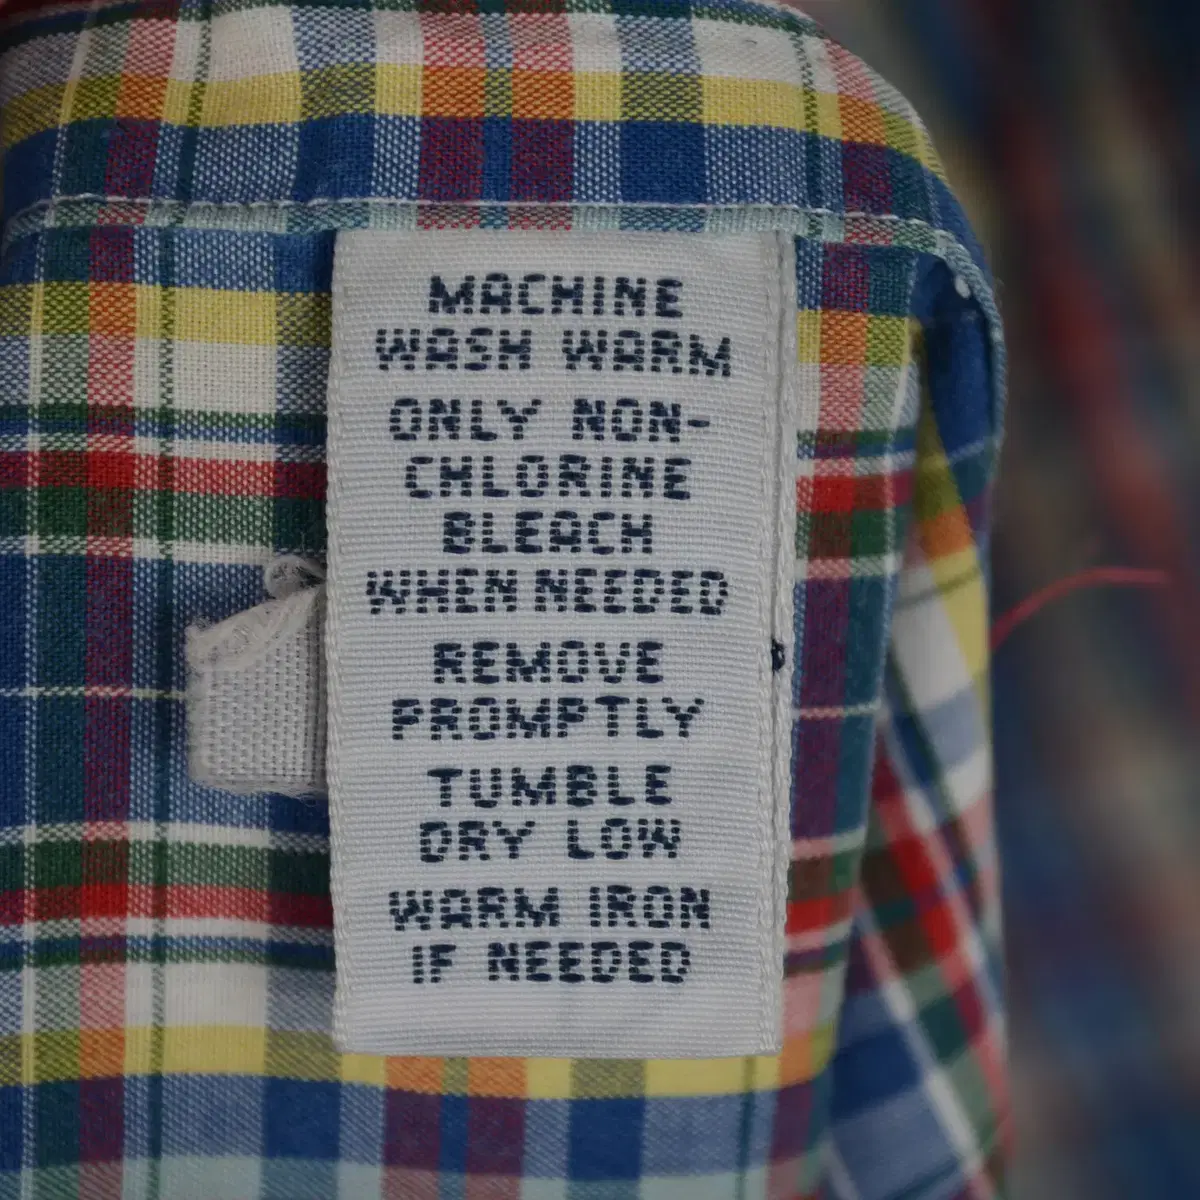 MACHINE
WASH WARM
ONLY NON-
CHLORINE
BLEACH
WHEN NEEDED
REMOVE
PROMPTLY
TUMBLE
DRY LOW
WARM IRON
IF NEEDED